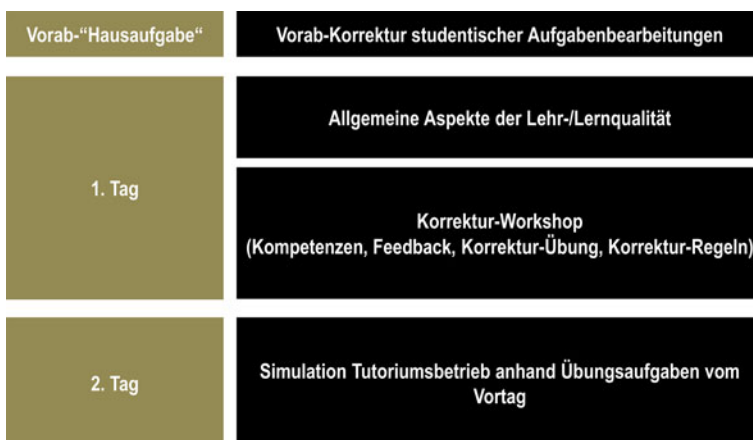 Vorab-“Hausaufgabe“
Vorab-Korrektur studentischer Aufgabenbearbeitungen
1. Tag
Allgemeine Aspekte der Lehr-/Lernqualität
Korrektur-Workshop
(Kompetenzen, Feedback, Korrektur-Übung, Korrektur-Regeln)
2. Tag
Simulation Tutoriumsbetrieb anhand Übungsaufgaben vom
Vortag